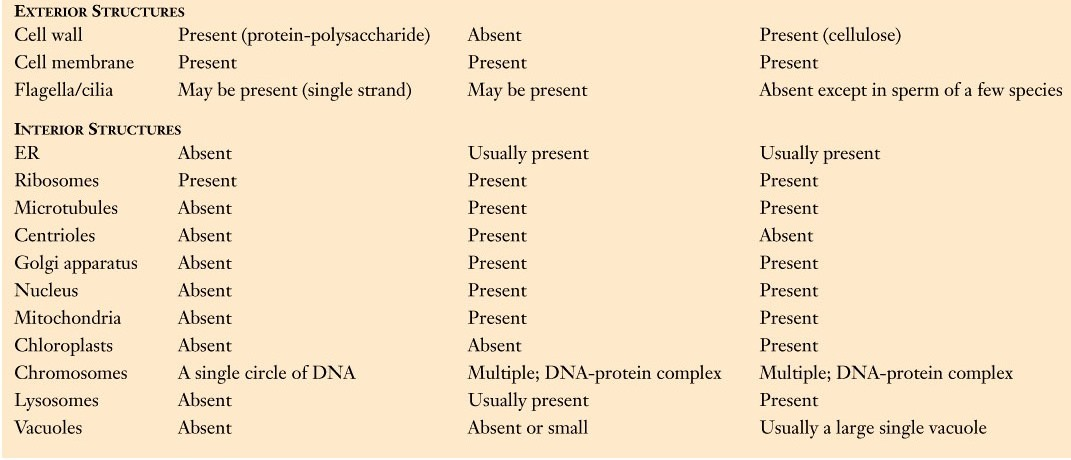 EXTERIOR STRUCTURES
Cell wall Present (protein-polysaccharide) Absent Present (cellulose)
Cell membrane Present Present Present
Flagella/cilia May be present (single strand) May be present Absent except in sperm of a few species
INTERIOR STRUCTURES
ER Absent Usually present Usually present
Ribosomes Present Present Present
Microtubules Absent Present Present
Centrioles Absent Present Absent
Golgi apparatus Absent Present Present
Nucleus Absent Present Present
Mitochondria Absent Present Present
Chloroplasts Absent Absent Present
Chromosomes A single circle of DNA Multiple; DNA-protein complex Multiple; DNA-protein complex
Lysosomes Absent Usually present Present
Vacuoles Absent Absent or small Usually a large single vacuole